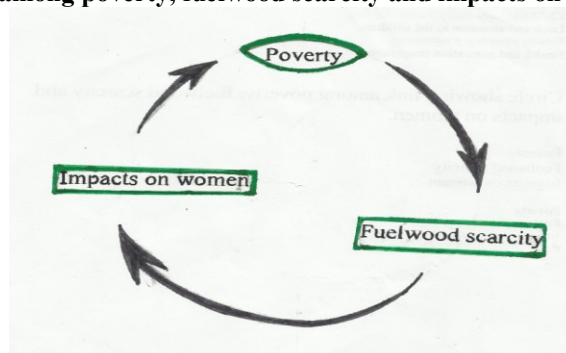 among poverty, fuelwood scarcity and impacts on
Poverty
Impacts on women
Fuelwood scarcity